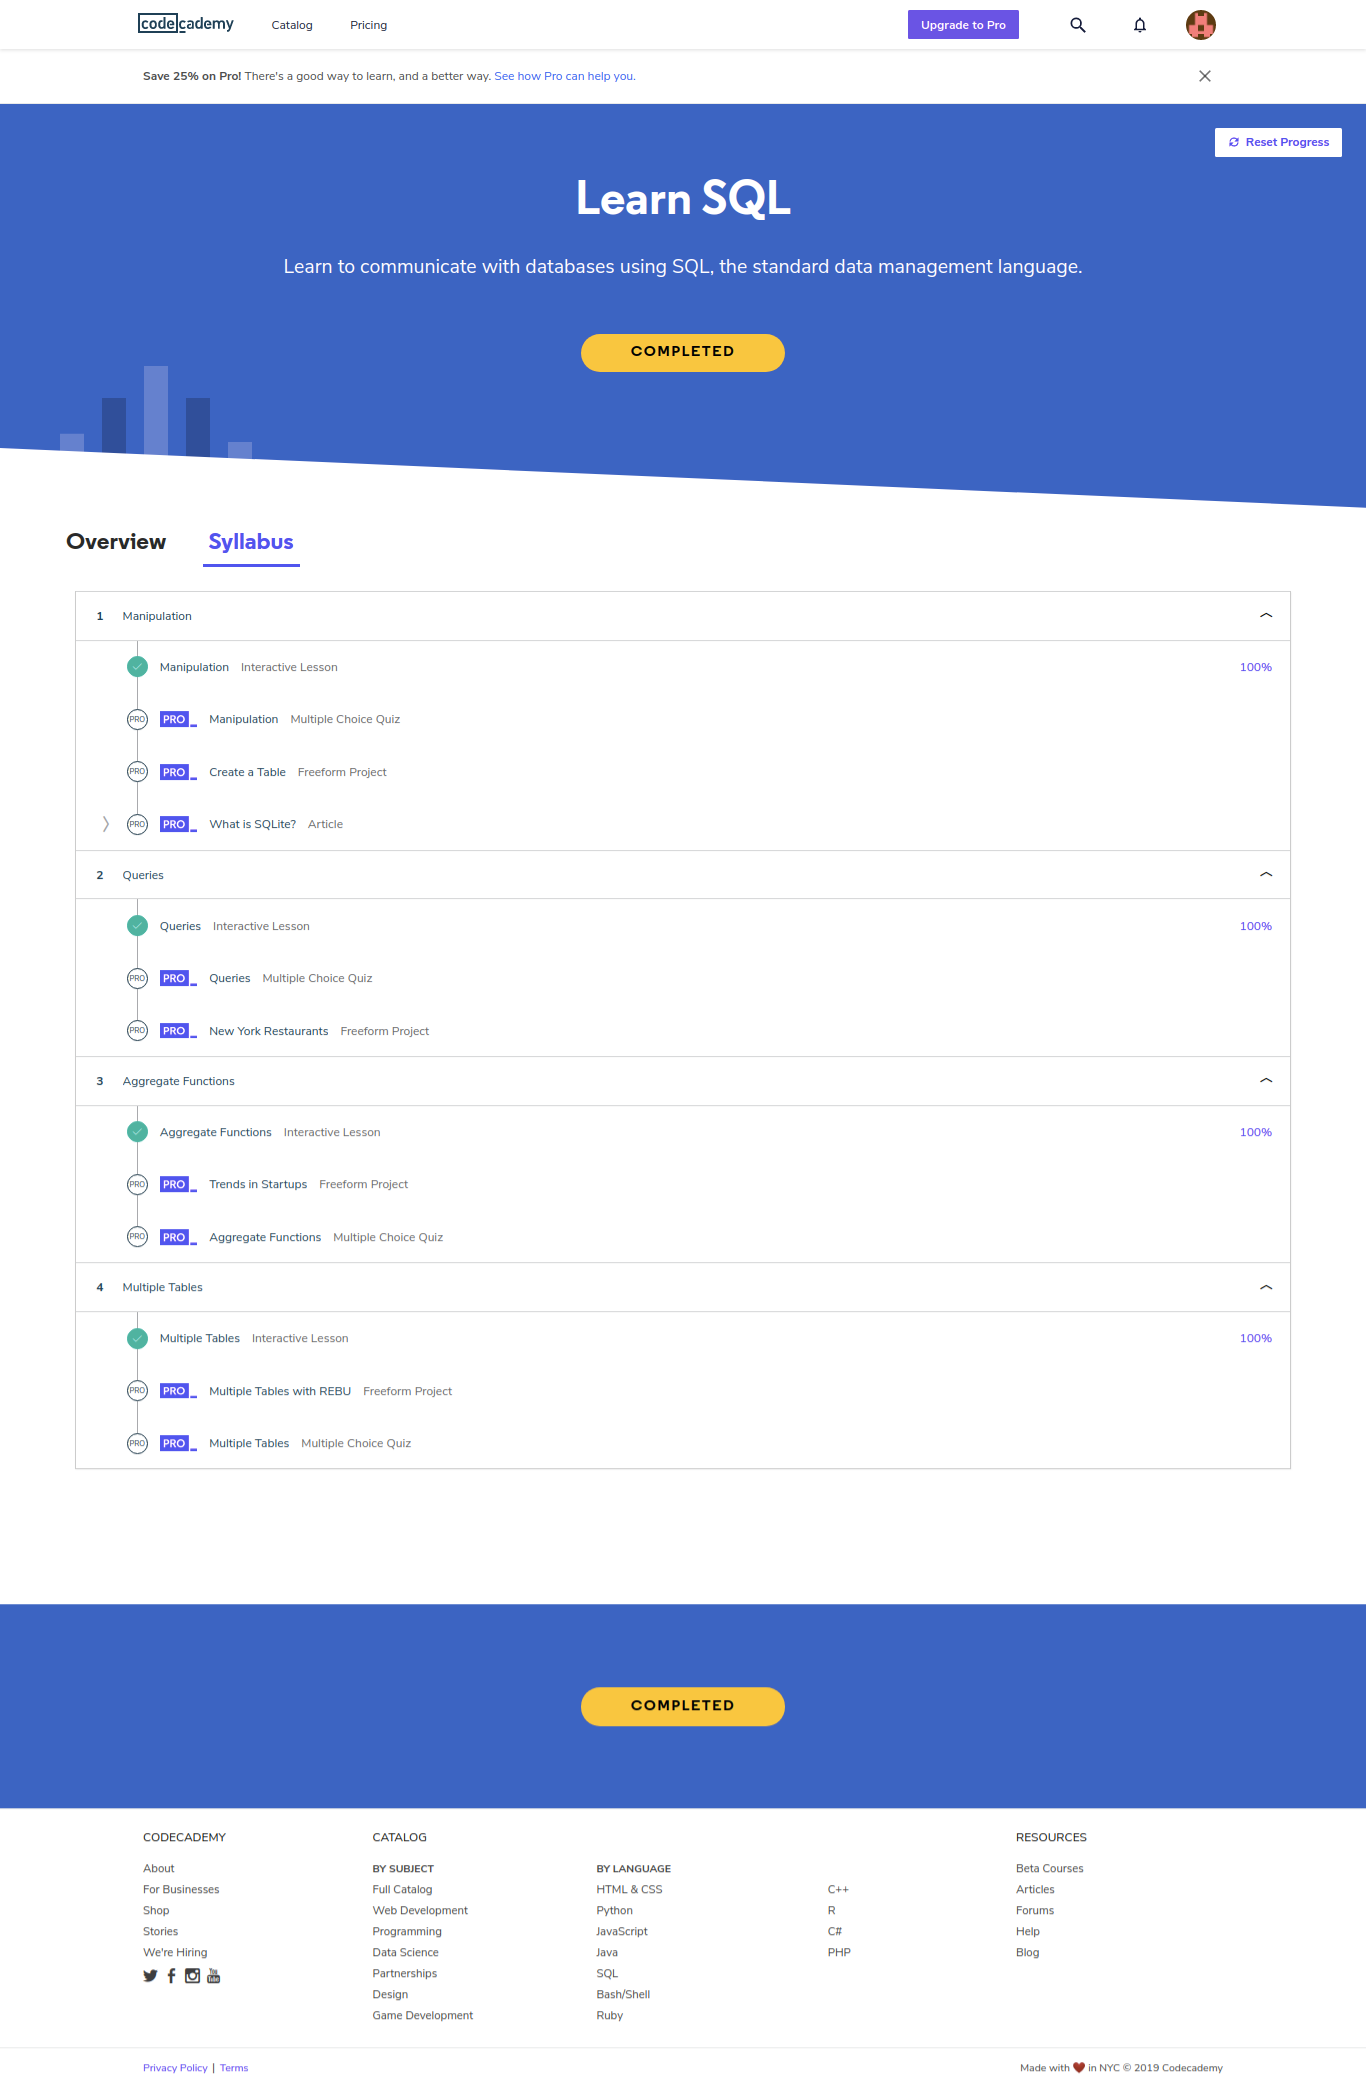 codecademy Catalog Pricing Upgrade to Pro
Save 25% on Pro! There's a good way to learn, and a better way. See how Pro can help you.
Reset Progress
Learn SQL
Learn to communicate with databases using SQL, the standard data management language.
COMPLETED
Overview Syllabus
1 Manipulation
Manipulation Interactive Lesson 100%
PRO PRO Manipulation Multiple Choice Quiz
PRO PRO Create a Table Freeform Project
PRO PRO What is SQLite? Article
2 Queries
Queries Interactive Lesson 100%
PRO PRO Queries Multiple Choice Quiz
PRO PRO New York Restaurants Freeform Project
3 Aggregate Functions
Aggregate Functions Interactive Lesson 100%
PRO PRO Trends in Startups Freeform Project
PRO PRO Aggregate Functions Multiple Choice Quiz
4 Multiple Tables
Multiple Tables Interactive Lesson 100%
PRO PRO Multiple Tables with REBU Freeform Project
PRO PRO Multiple Tables Multiple Choice Quiz
COMPLETED
CODECADEMY
About
For Businesses
Shop
Stories
We're Hiring
You Tube
CATALOG
BY SUBJECT
Full Catalog
Web Development
Programming
Data Science
Partnerships
Design
Game Development
BY LANGUAGE
HTML & CSS
Python
JavaScript
Java
SQL
Bash/Shell
Ruby
C++
R
C#
PHP
RESOURCES
Beta Courses
Articles
Forums
Help
Blog
Privacy Policy | Terms
Made with ❤️ in NYC © 2019 Codecademy